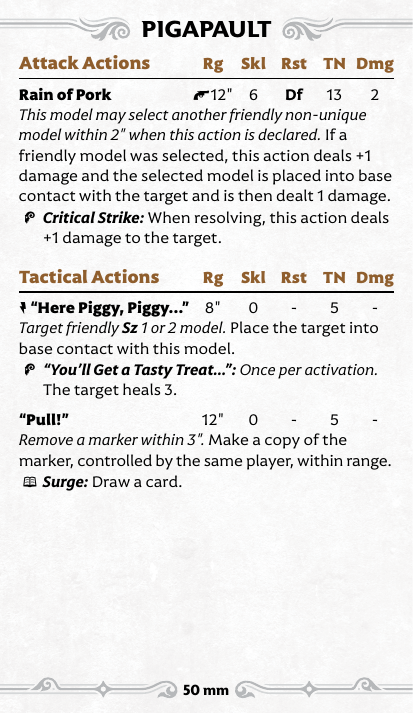 PIGAPAULT
Attack Actions Rg Skl Rst TN Dmg
Rain of Pork 12" 6 Df 13 2
This model may select another friendly non-unique
model within 2" when this action is declared. If a
friendly model was selected, this action deals +1
damage and the selected model is placed into base
contact with the target and is then dealt 1 damage.
Critical Strike: When resolving, this action deals
+1 damage to the target.
Tactical Actions Rg Skl Rst TN Dmg
“Here Piggy, Piggy...” 8" 0 - 5 -
Target friendly Sz 1 or 2 model. Place the target into
base contact with this model.
“You’ll Get a Tasty Treat...”: Once per activation.
The target heals 3.
“Pull!” 12" 0 - 5 -
Remove a marker within 3". Make a copy of the
marker, controlled by the same player, within range.
Surge: Draw a card.
50 mm